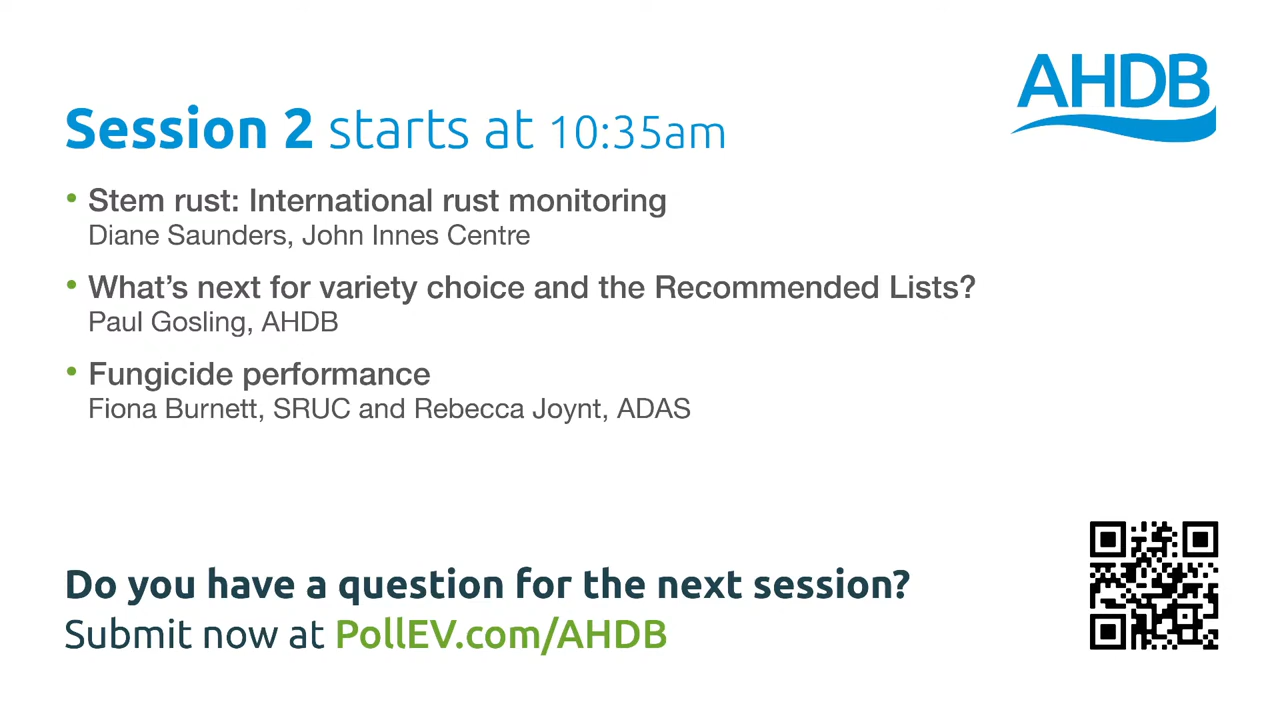 AHDB
Session 2 starts at 10:35am
• Stem rust: International rust monitoring
Diane Saunders, John Innes Centre
• What’s next for variety choice and the Recommended Lists?
Paul Gosling, AHDB
• Fungicide performance
Fiona Burnett, SRUC and Rebecca Joynt, ADAS
Do you have a question for the next session?
Submit now at PollEV.com/AHDB